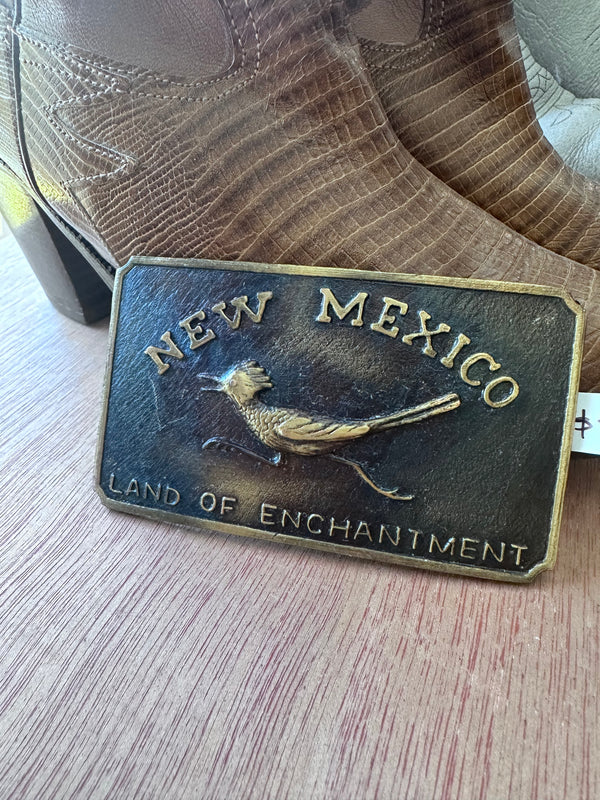 NEW MEXICO
LAND OF ENCHANTMENT
$